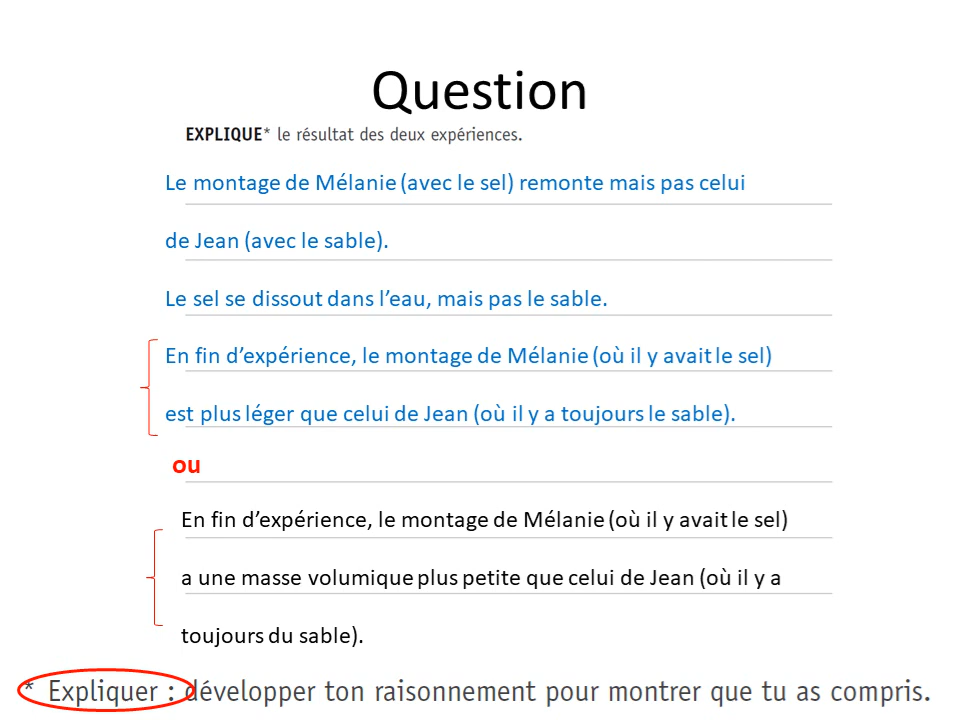 Question
EXPLIQUE* le résultat des deux expériences.
Le montage de Mélanie (avec le sel) remonte mais pas celui
de Jean (avec le sable).
Le sel se dissout dans l’eau, mais pas le sable.
En fin d’expérience, le montage de Mélanie (où il y avait le sel)
est plus léger que celui de Jean (où il y a toujours le sable).
ou
En fin d’expérience, le montage de Mélanie (où il y avait le sel)
a une masse volumique plus petite que celui de Jean (où il y a
toujours du sable).
* Expliquer : développer ton raisonnement pour montrer que tu as compris.